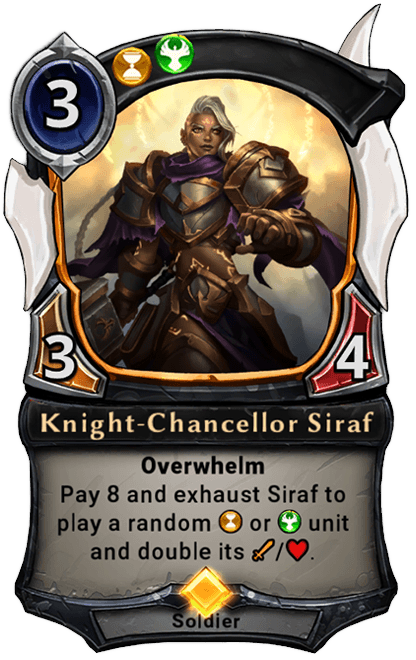 3
3
4
Knight-Chancellor Siraf
Overwhelm
Pay 8 and exhaust Siraf to
play a random or unit
and double its /.
Soldier